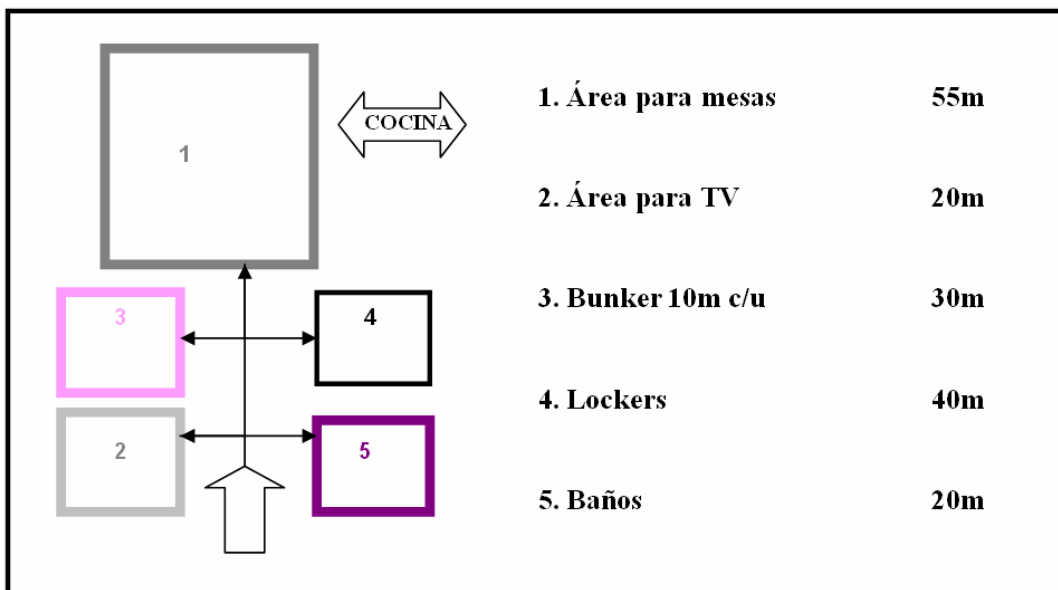 1
COCINA
3
4
2
5
1. Área para mesas 55m
2. Área para TV 20m
3. Bunker 10m c/u 30m
4. Lockers 40m
5. Baños 20m